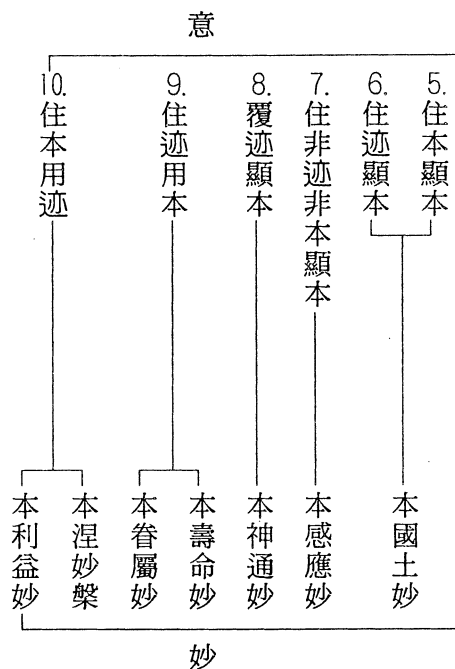 意
5.住本顯本
6.住迹顯本
7.住非迹非本顯本
8.覆迹顯本
9.住迹用本
10.住本用迹
本國土妙
本感應妙
本神通妙
本壽命妙
本眷屬妙
本涅妙槃
本利益妙
妙